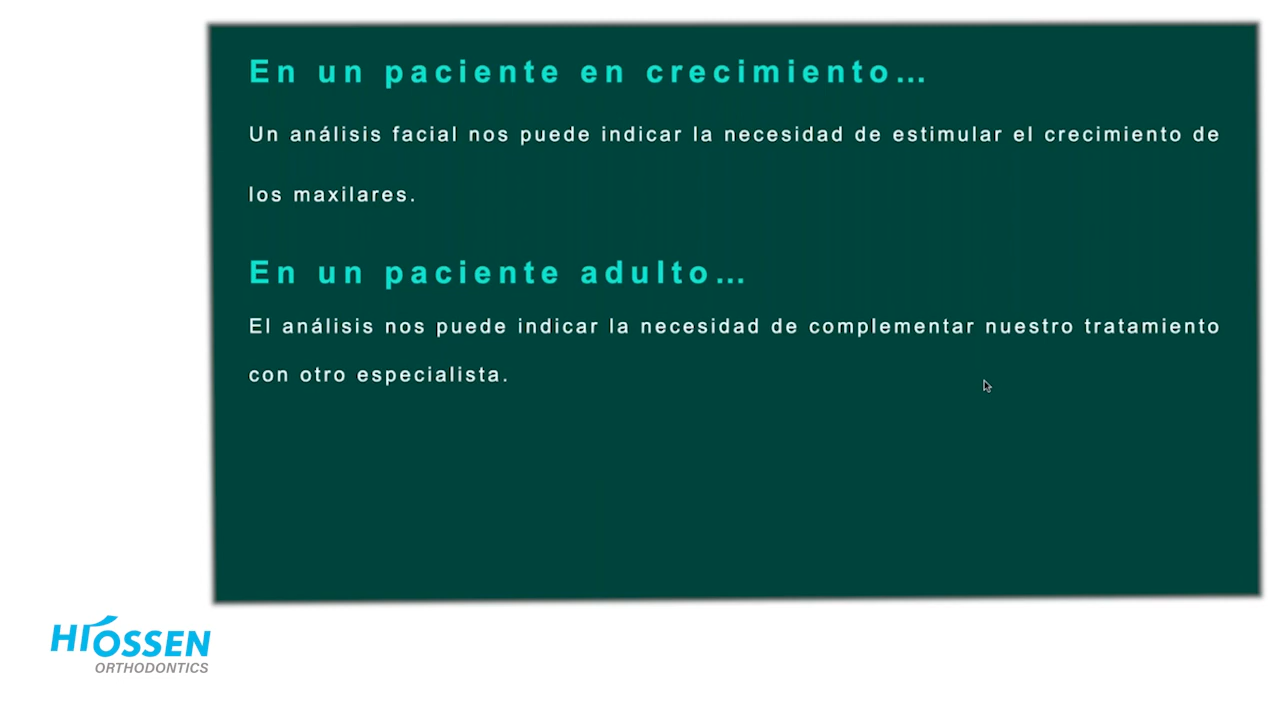 En un paciente en crecimiento…
Un análisis facial nos puede indicar la necesidad de estimular el crecimiento de
los maxilares.
En un paciente adulto…
El análisis nos puede indicar la necesidad de complementar nuestro tratamiento
con otro especialista.
HIOSSEN
ORTHODONTICS